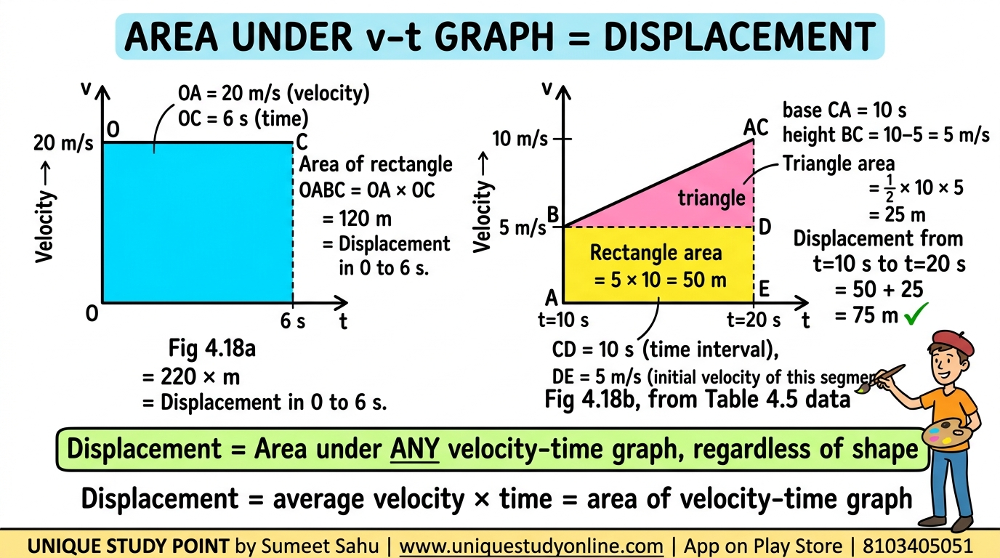 AREA UNDER v–t GRAPH = DISPLACEMENT
v
OA = 20 m/s (velocity)
OC = 6 s (time)
O
20 m/s
C
Area of rectangle
OABC = OA × OC
= 120 m
= Displacement
in 0 to 6 s.
Velocity →
O
6 s
t
Fig 4.18a
= 220 × m
= Displacement in 0 to 6 s.
v
10 m/s
AC
base CA = 10 s
height BC = 10–5 = 5 m/s
Triangle area
= 1/2 × 10 × 5
= 25 m
triangle
Velocity →
B
5 m/s
D
Displacement from
t=10 s to t=20 s
= 50 + 25
= 75 m ✓
Rectangle area
= 5 × 10 = 50 m
A
E
t=10 s
t=20 s
t
CD = 10 s (time interval),
DE = 5 m/s (initial velocity of this
Fig 4.18b, from Table 4.5 data
Displacement = Area under ANY velocity–time graph, regardless of shape
Displacement = average velocity × time = area of velocity–time graph
UNIQUE STUDY POINT by Sumeet Sahu | www.uniquestudyonline.com | App on Play Store | 8103405051